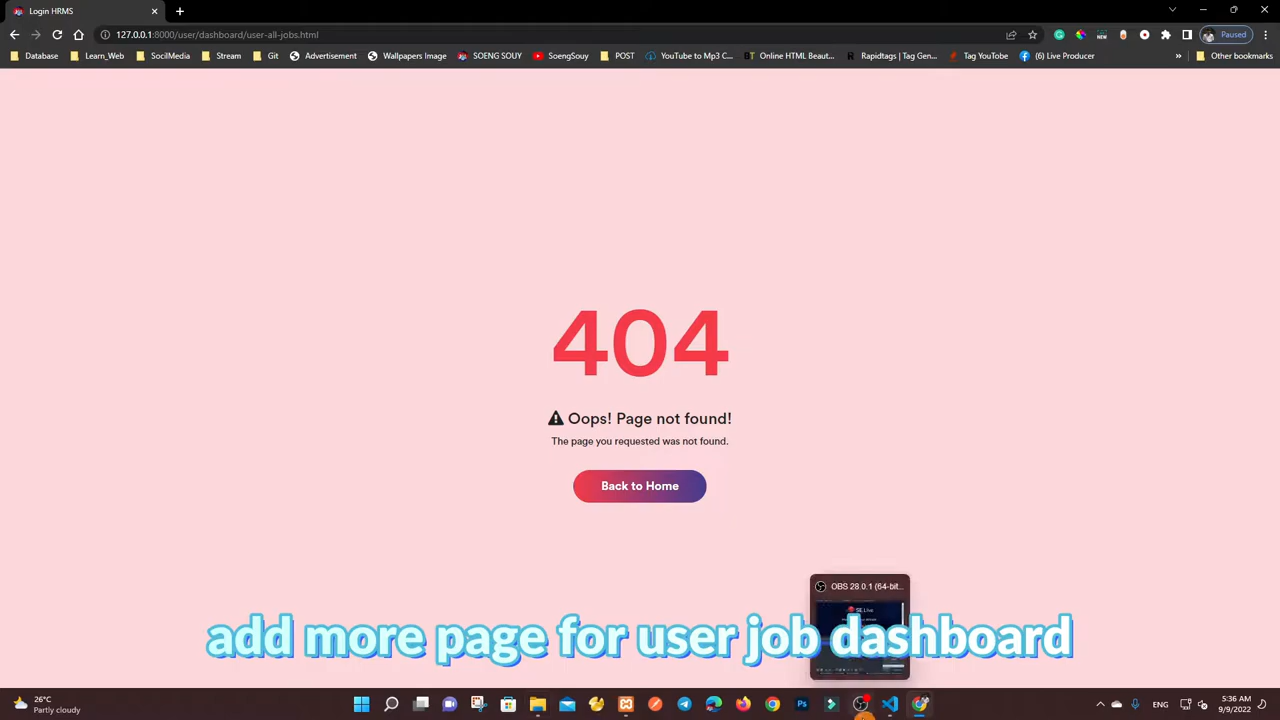 Login HRMS
127.0.0.1:8000/user/dashboard/user-all-jobs.html
Paused
Database
Learn_Web
SocilMedia
Stream
Git
Advertisement
Wallpapers Image
SOENG SOUY
SoengSouy
POST
YouTube to Mp3 C...
Online HTML Beaut...
Rapidtags | Tag Gen...
Tag YouTube
(6) Live Producer
»
Other bookmarks
404
Oops! Page not found!
The page you requested was not found.
Back to Home
OBS 28.0.1 (64-bit...
SE.Live
add more page for user job dashboard
26°C
Partly cloudy
ENG
5:36 AM
9/9/2022